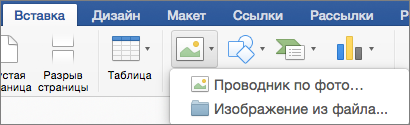 Вставка Дизайн Макет Ссылки Рассылки
Разрыв
страницы
Таблица
Проводник по фото...
Изображение из файла...